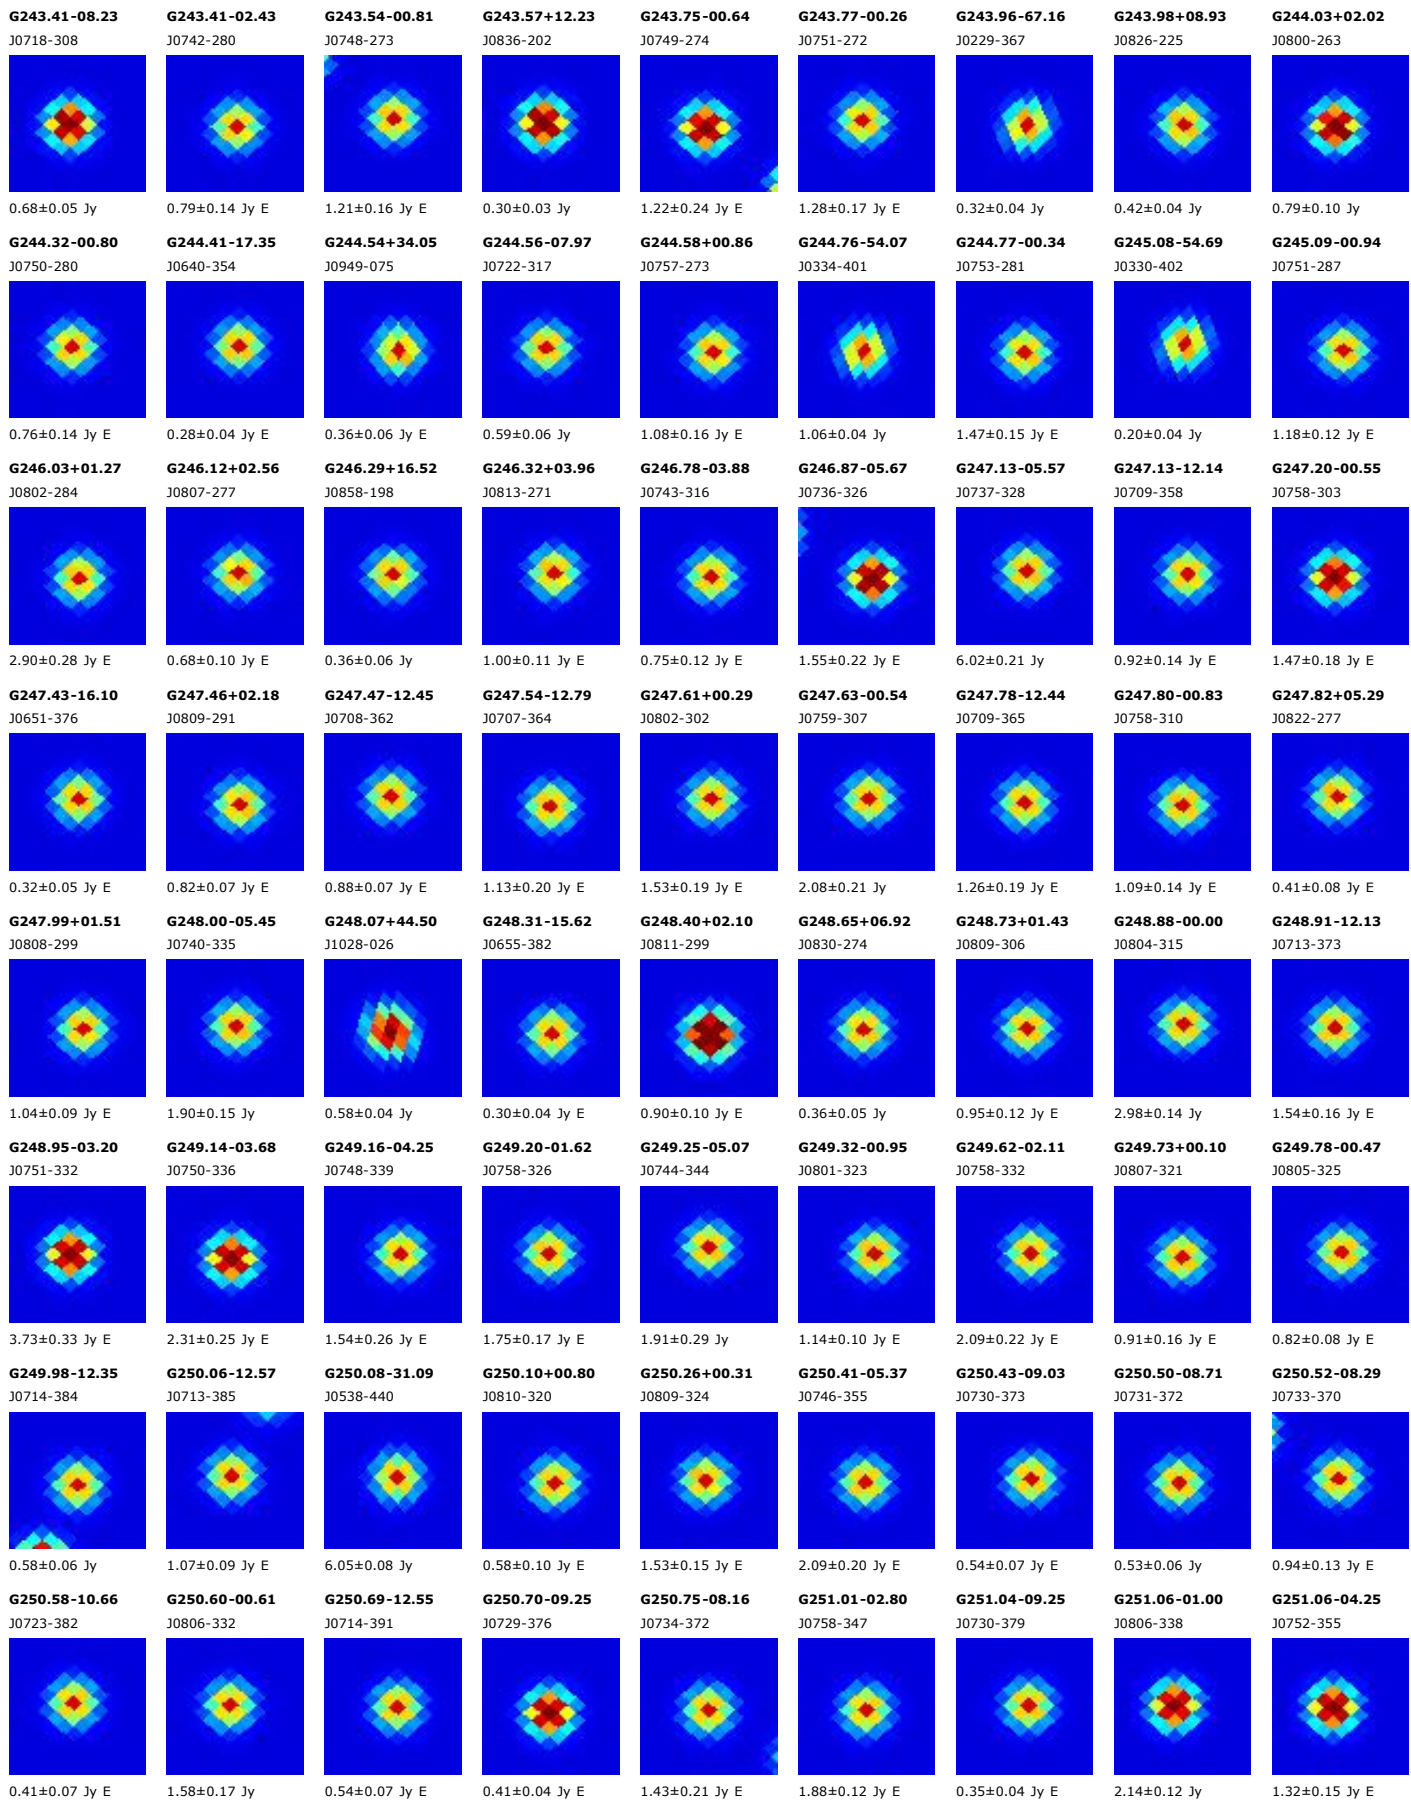 G243.41-08.23 G243.41-02.43 G243.54-00.81 G243.57+12.23 G243.75-00.64 G243.77-00.26 G243.96-67.16 G243.98+08.93 G244.03+02.02
J0718-308 J0742-280 J0748-273 J0836-202 J0749-274 J0751-272 J0229-367 J0826-225 J0800-263
0.68±0.05 Jy 0.79±0.14 Jy E 1.21±0.16 Jy E 0.30±0.03 Jy 1.22±0.24 Jy E 1.28±0.17 Jy E 0.32±0.04 Jy 0.42±0.04 Jy 0.79±0.10 Jy
G244.32-00.80 G244.41-17.35 G244.54+34.05 G244.56-07.97 G244.58+00.86 G244.76-54.07 G244.77-00.34 G245.08-54.69 G245.09-00.94
J0750-280 J0640-354 J0949-075 J0722-317 J0757-273 J0334-401 J0753-281 J0330-402 J0751-287
0.76±0.14 Jy E 0.28±0.04 Jy E 0.36±0.06 Jy E 0.59±0.06 Jy 1.08±0.16 Jy E 1.06±0.04 Jy 1.47±0.15 Jy E 0.20±0.04 Jy 1.18±0.12 Jy E
G246.03+01.27 G246.12+02.56 G246.29+16.52 G246.32+03.96 G246.78-03.88 G246.87-05.67 G247.13-05.57 G247.13-12.14 G247.20-00.55
J0802-284 J0807-277 J0858-198 J0813-271 J0743-316 J0736-326 J0737-328 J0709-358 J0758-303
2.90±0.28 Jy E 0.68±0.10 Jy E 0.36±0.06 Jy 1.00±0.11 Jy E 0.75±0.12 Jy E 1.55±0.22 Jy E 6.02±0.21 Jy 0.92±0.14 Jy E 1.47±0.18 Jy E
G247.43-16.10 G247.46+02.18 G247.47-12.45 G247.54-12.79 G247.61+00.29 G247.63-00.54 G247.78-12.44 G247.80-00.83 G247.82+05.29
J0651-376 J0809-291 J0708-362 J0707-364 J0802-302 J0759-307 J0709-365 J0758-310 J0822-277
0.32±0.05 Jy E 0.82±0.07 Jy E 0.88±0.07 Jy E 1.13±0.20 Jy E 1.53±0.19 Jy E 2.08±0.21 Jy 1.26±0.19 Jy E 1.09±0.14 Jy E 0.41±0.08 Jy E
G247.99+01.51 G248.00-05.45 G248.07+44.50 G248.31-15.62 G248.40+02.10 G248.65+06.92 G248.73+01.43 G248.88-00.00 G248.91-12.13
J0808-299 J0740-335 J1028-026 J0655-382 J0811-299 J0830-274 J0809-306 J0804-315 J0713-373
1.04±0.09 Jy E 1.90±0.15 Jy 0.58±0.04 Jy 0.30±0.04 Jy E 0.90±0.10 Jy E 0.36±0.05 Jy 0.95±0.12 Jy E 2.98±0.14 Jy 1.54±0.16 Jy E
G248.95-03.20 G249.14-03.68 G249.16-04.25 G249.20-01.62 G249.25-05.07 G249.32-00.95 G249.62-02.11 G249.73+00.10 G249.78-00.47
J0751-332 J0750-336 J0748-339 J0758-326 J0744-344 J0801-323 J0758-332 J0807-321 J0805-325
3.73±0.33 Jy E 2.31±0.25 Jy E 1.54±0.26 Jy E 1.75±0.17 Jy E 1.91±0.29 Jy 1.14±0.10 Jy E 2.09±0.22 Jy E 0.91±0.16 Jy E 0.82±0.08 Jy E
G249.98-12.35 G250.06-12.57 G250.08-31.09 G250.10+00.80 G250.26+00.31 G250.41-05.37 G250.43-09.03 G250.50-08.71 G250.52-08.29
J0714-384 J0713-385 J0538-440 J0810-320 J0809-324 J0746-355 J0730-373 J0731-372 J0733-370
0.58±0.06 Jy 1.07±0.09 Jy E 6.05±0.08 Jy 0.58±0.10 Jy E 1.53±0.15 Jy E 2.09±0.20 Jy E 0.54±0.07 Jy E 0.53±0.06 Jy 0.94±0.13 Jy E
G250.58-10.66 G250.60-00.61 G250.69-12.55 G250.70-09.25 G250.75-08.16 G251.01-02.80 G251.04-09.25 G251.06-01.00 G251.06-04.25
J0723-382 J0806-332 J0714-391 J0729-376 J0734-372 J0758-347 J0730-379 J0806-338 J0752-355
0.41±0.07 Jy E 1.58±0.17 Jy 0.54±0.07 Jy E 0.41±0.04 Jy E 1.43±0.21 Jy E 1.88±0.12 Jy E 0.35±0.04 Jy E 2.14±0.12 Jy 1.32±0.15 Jy E